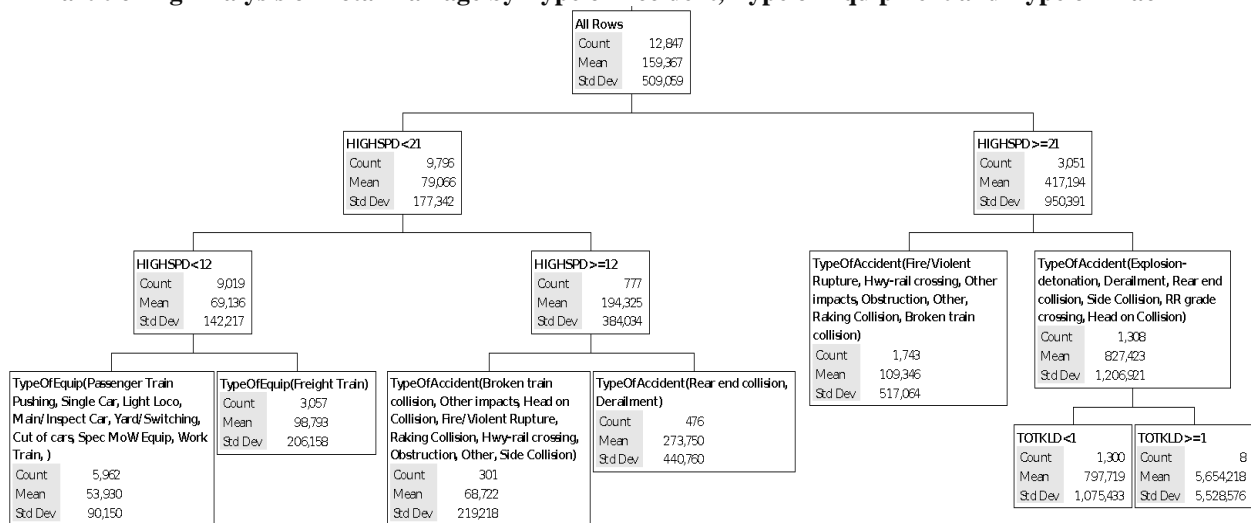 All Rows
Count 12,847
Mean 159,367
Std Dev 509,059
HIGHSPD<21
Count 9,796
Mean 79,066
Std Dev 177,342
HIGHSPD>=21
Count 3,051
Mean 417,194
Std Dev 950,391
HIGHSPD<12
Count 9,019
Mean 69,136
Std Dev 142,217
HIGHSPD>=12
Count 777
Mean 194,325
Std Dev 384,034
TypeOfAccident(Fire/Violent
Rupture, Hwy-rail crossing, Other
impacts, Obstruction, Other,
Raking Collision, Broken train
collision)
Count 1,743
Mean 109,346
Std Dev 517,064
TypeOfAccident(Explosion-
detonation, Derailment, Rear end
collision, Side Collision, RR grade
crossing, Head on Collision)
Count 1,308
Mean 827,423
Std Dev 1,206,921
TypeOfEquip(Passenger Train
Pushing, Single Car, Light Loco,
Main/Inspect Car, Yard/Switching,
Cut of cars, Spec MoW Equip, Work
Train, )
Count 5,962
Mean 53,930
Std Dev 90,150
TypeOfEquip(Freight Train)
Count 3,057
Mean 98,793
Std Dev 206,158
TypeOfAccident(Broken train
collision, Other impacts, Head on
Collision, Fire/Violent Rupture,
Raking Collision, Hwy-rail crossing,
Obstruction, Other, Side Collision)
Count 301
Mean 68,722
Std Dev 219,218
TypeOfAccident(Rear end collision,
Derailment)
Count 476
Mean 273,750
Std Dev 440,760
TOTKLD<1
Count 1,300
Mean 797,719
Std Dev 1,075,433
TOTKLD>=1
Count 8
Mean 5,654,218
Std Dev 5,528,576